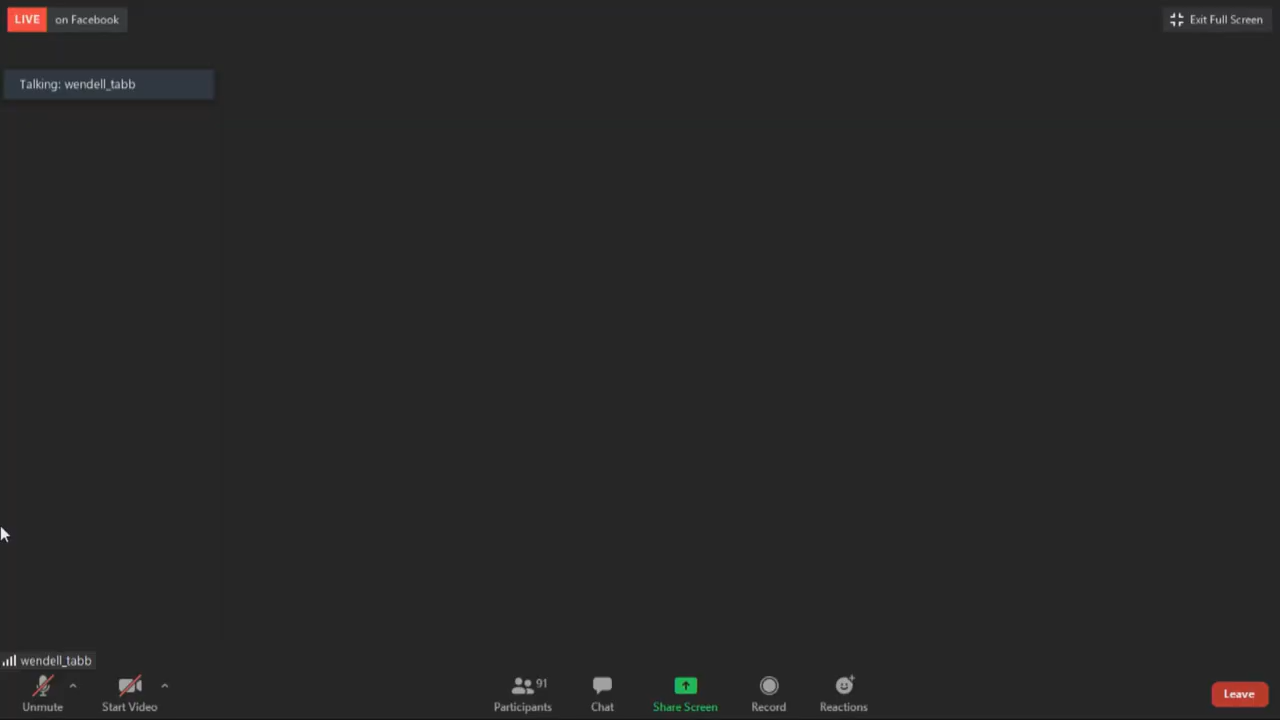 LIVE on Facebook
Exit Full Screen
Talking: wendell_tabb
wendell_tabb
91
Unmute
Start Video
Participants
Chat
Share Screen
Record
Reactions
Leave